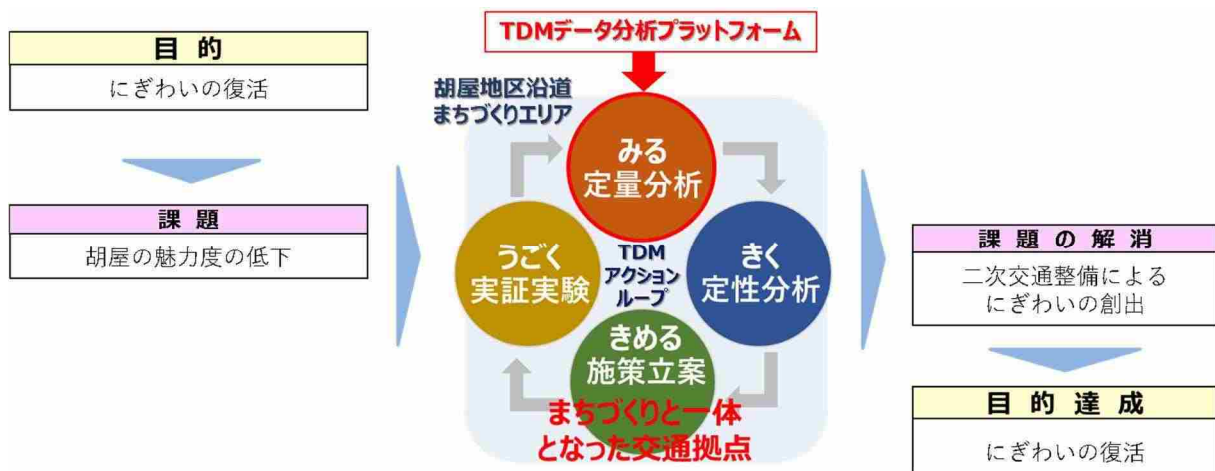 目的
にぎわいの復活
課題
胡屋の魅力度の低下
TDMデータ分析プラットフォーム
胡屋地区沿道
まちづくりエリア
みる
定量分析
きく
定性分析
きめる
施策立案
うごく
実証実験
TDM
アクション
ループ
まちづくりと一体
となった交通拠点
課題の解消
二次交通整備による
にぎわいの創出
目的達成
にぎわいの復活